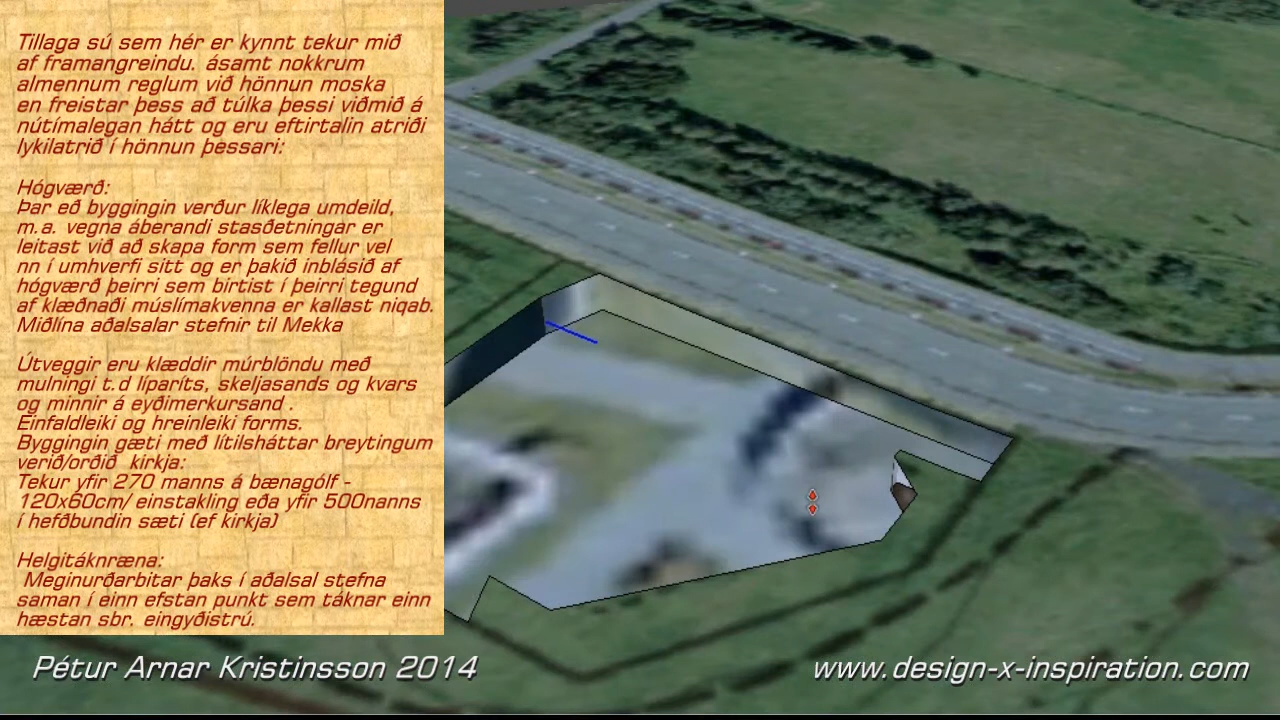 Tillaga sú sem hér er kynnt tekur mið
af framangreindu. ásamt nokkrum
almennum reglum við hönnun moska
en freistar þess að túlka þessi viðmið á
nútímalegan hátt og eru eftirtalin atriði
lykilatrið í hönnun þessari:
Hógværð:
Þar eð byggingin verður líklega umdeild,
m.a. vegna áberandi stasðetningar er
leitast við að skapa form sem fellur vel
nn í umhverfi sitt og er þakið inblásið af
hógværð þeirri sem birtist í þeirri tegund
af klæðnaði múslímakvenna er kallast niqab.
Miðlína aðalsalar stefnir til Mekka
Útveggir eru klæddir múrblöndu með
mulningi t.d líparíts, skeljasands og kvars
og minnir á eyðimerkursand .
Einfaldleiki og hreinleiki forms.
Byggingin gæti með lítilsháttar breytingum
verið/orðið kirkja:
Tekur yfir 270 manns á bænagólf -
120x60cm/ einstakling eða yfir 500nanns
í hefðbundin sæti (ef kirkja)
Helgitáknræna:
Meginurðarbitar þaks í aðalsal stefna
saman í einn efstan punkt sem táknar einn
hæstan sbr. eingyðistrú.
Pétur Arnar Kristinsson 2014
www.design-x-inspiration.com